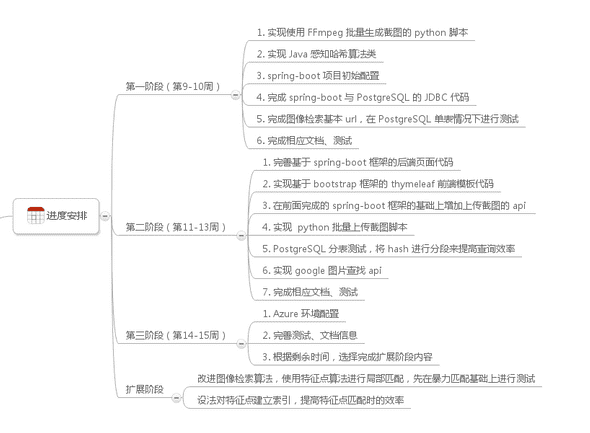 进度安排
第一阶段（第9-10周）
1. 实现使用 FFmpeg 批量生成截图的 python 脚本
2. 实现 Java 感知哈希算法类
3. spring-boot 项目初始配置
4. 完成 spring-boot 与 PostgreSQL 的 JDBC 代码
5. 完成图像检索基本 url，在 PostgreSQL 单表情况下进行测试
6. 完成相应文档、测试
第二阶段（第11-13周）
1. 完善基于 spring-boot 框架的后端页面代码
2. 实现基于 bootstrap 框架的 thymeleaf 前端模板代码
3. 在前面完成的 spring-boot 框架的基础上增加上传截图的 api
4. 实现 python 批量上传截图脚本
5. PostgreSQL 分表测试，将 hash 进行分段来提高查询效率
6. 实现 google 图片查找 api
7. 完成相应文档、测试
第三阶段（第14-15周）
1. Azure 环境配置
2. 完善测试、文档信息
3. 根据剩余时间，选择完成扩展阶段内容
扩展阶段
改进图像检索算法，使用特征点算法进行局部匹配，先在暴力匹配基础上进行测试
设法对特征点建立索引，提高特征点匹配时的效率